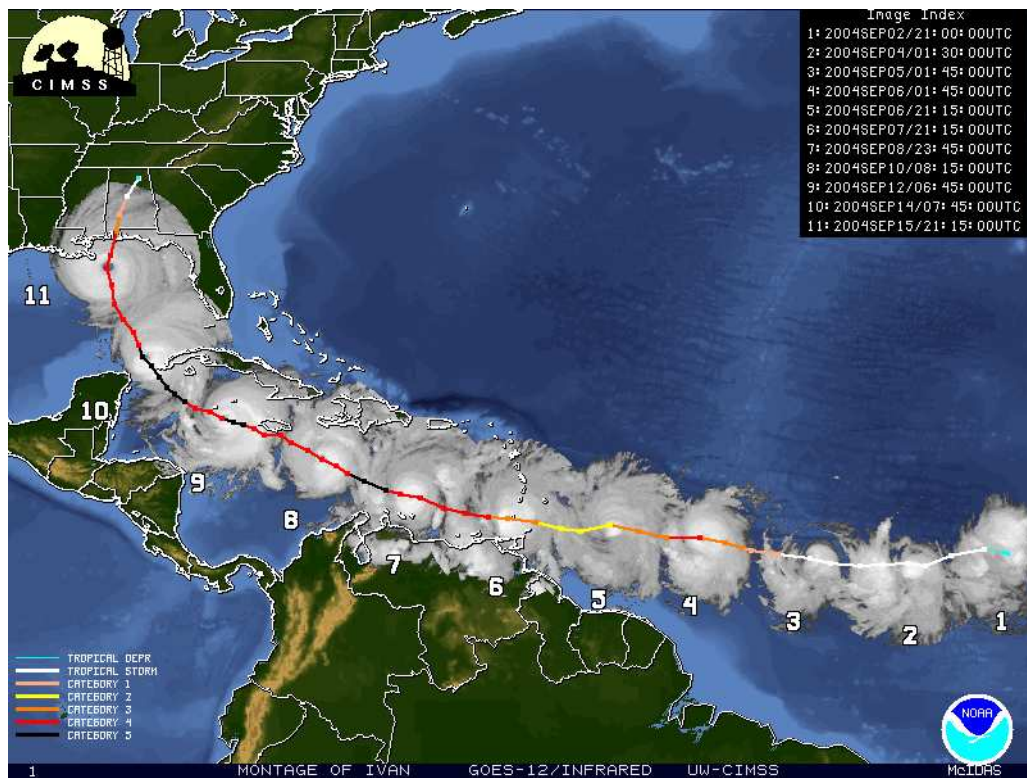 CIMSS
Image Index
1: 2004SEP02/21:00:00UTC
2: 2004SEP04/01:30:00UTC
3: 2004SEP05/01:45:00UTC
4: 2004SEP06/01:45:00UTC
5: 2004SEP06/21:15:00UTC
6: 2004SEP07/21:15:00UTC
7: 2004SEP08/23:45:00UTC
8: 2004SEP10/08:15:00UTC
9: 2004SEP12/06:45:00UTC
10: 2004SEP14/07:45:00UTC
11: 2004SEP15/21:15:00UTC
11
10
9
8
7
6
5
4
3
2
1
TROPICAL DEPR
TROPICAL STORM
CATEGORY 1
CATEGORY 2
CATEGORY 3
CATEGORY 4
CATEGORY 5
NOAA
1 MONTAGE OF IVAN GOES-12/INFRARED UW-CIMSS McIDAS